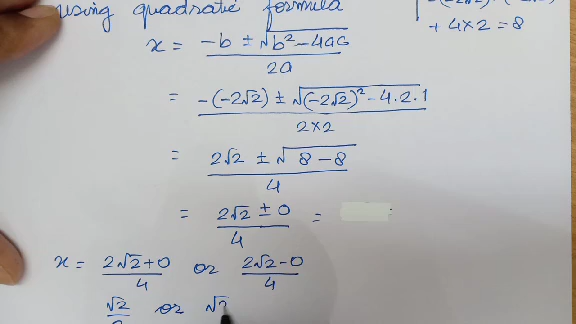 using quadratic formula
+ 4×2 = 8
x = (-b ± √(b² - 4ac)) / 2a
= (-(-2√2) ± √((-2√2)² - 4.2.1)) / 2×2
= (2√2 ± √(8 - 8)) / 4
= (2√2 ± 0) / 4 =
x = (2√2+0) / 4 or (2√2-0) / 4
√2 / 2 or √2